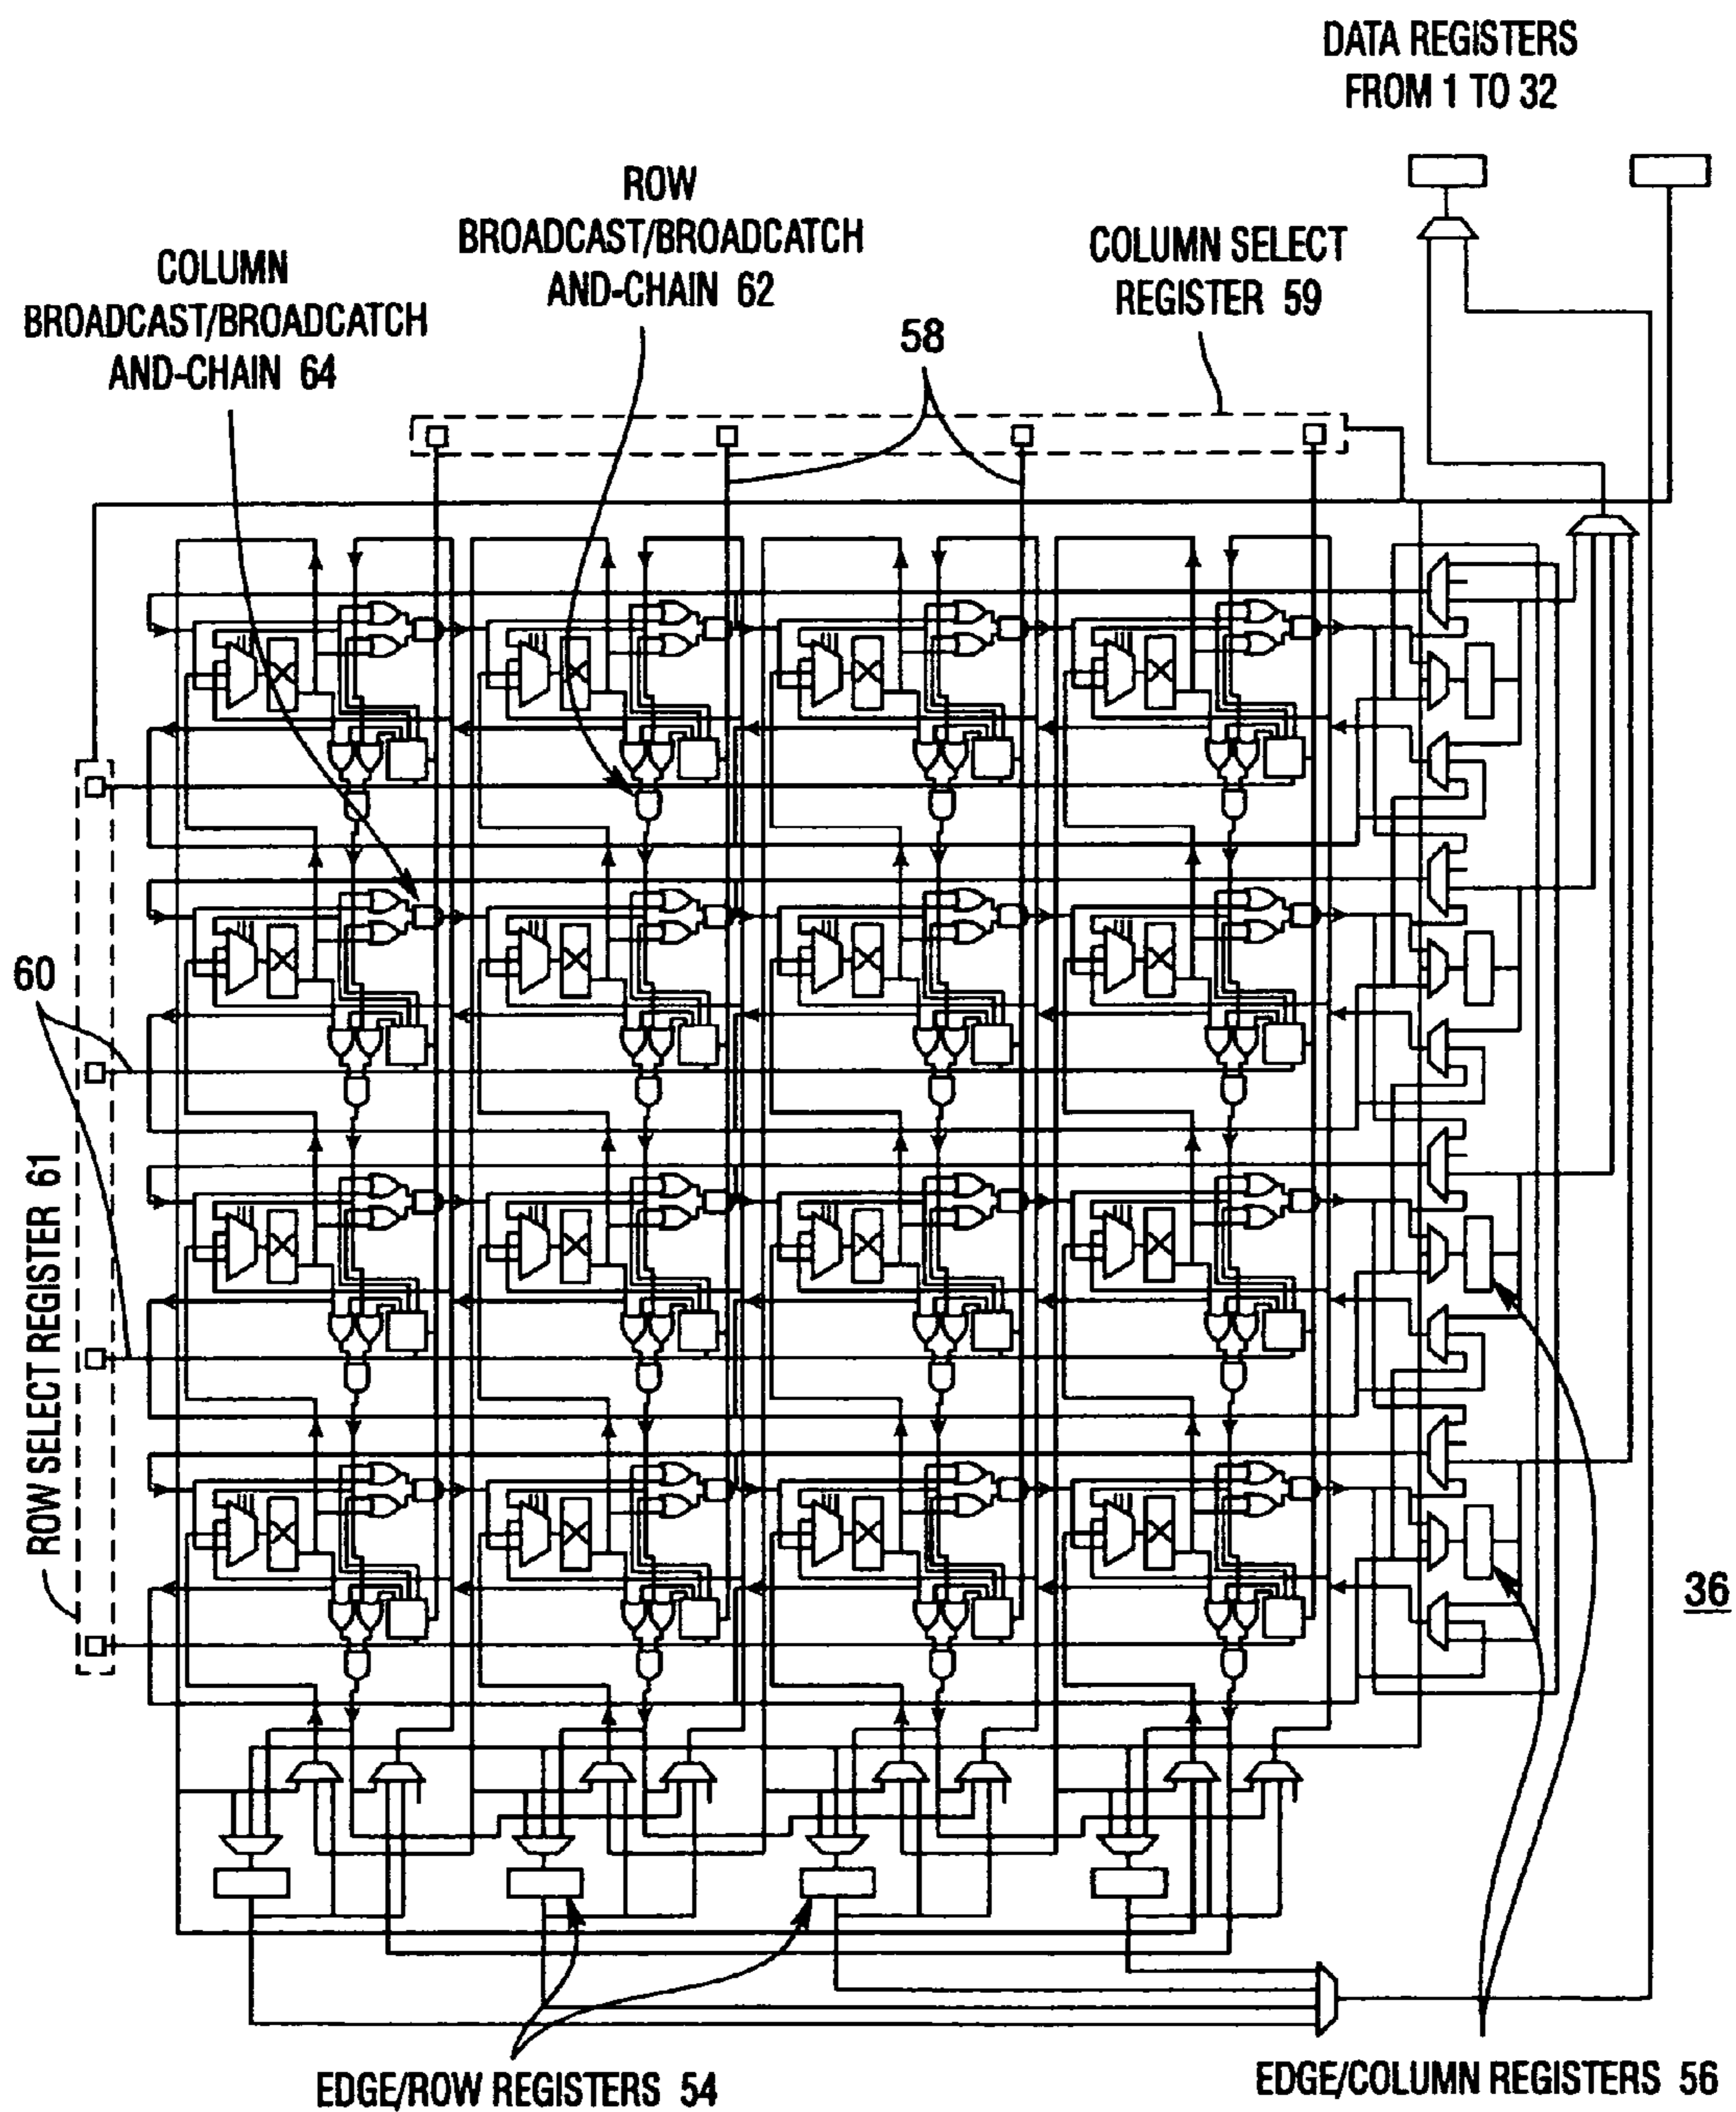 DATA REGISTERS
FROM 1 TO 32
ROW
BROADCAST/BROADCATCH
AND-CHAIN 62
COLUMN SELECT
REGISTER 59
COLUMN
BROADCAST/BROADCATCH
AND-CHAIN 64
58
60
ROW SELECT REGISTER 61
36
EDGE/ROW REGISTERS 54
EDGE/COLUMN REGISTERS 56